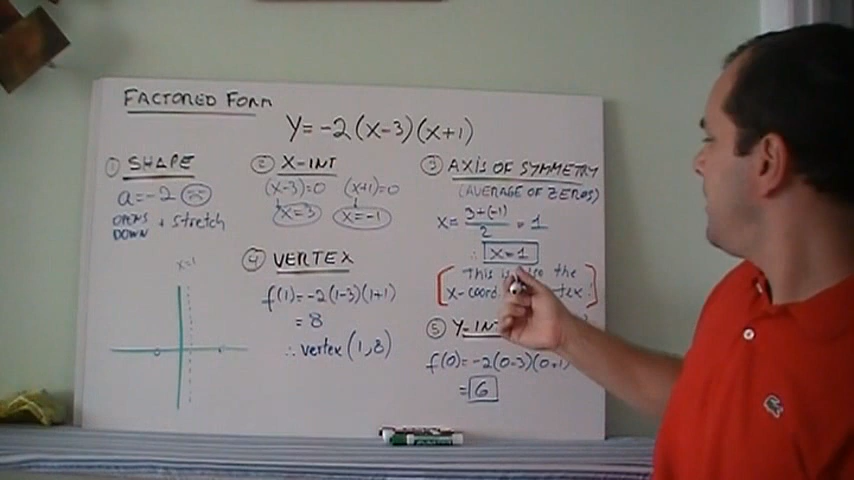 FACTORED FORM
Y=-2(x-3)(x+1)
① SHAPE
a=-2
OPENS DOWN + stretch
② X-INT
(x-3)=0 (x+1)=0
x=3 x=-1
③ AXIS OF SYMMETRY
(AVERAGE OF ZEROS)
x= 3+(-1)/2 = 1
∴ x=1
This is the
x-coord
④ VERTEX
f(1)=-2(1-3)(1+1)
= 8
∴ vertex (1,8)
⑤ Y-INT
f(0)=-2(0-3)(0+1)
= 6
x=1